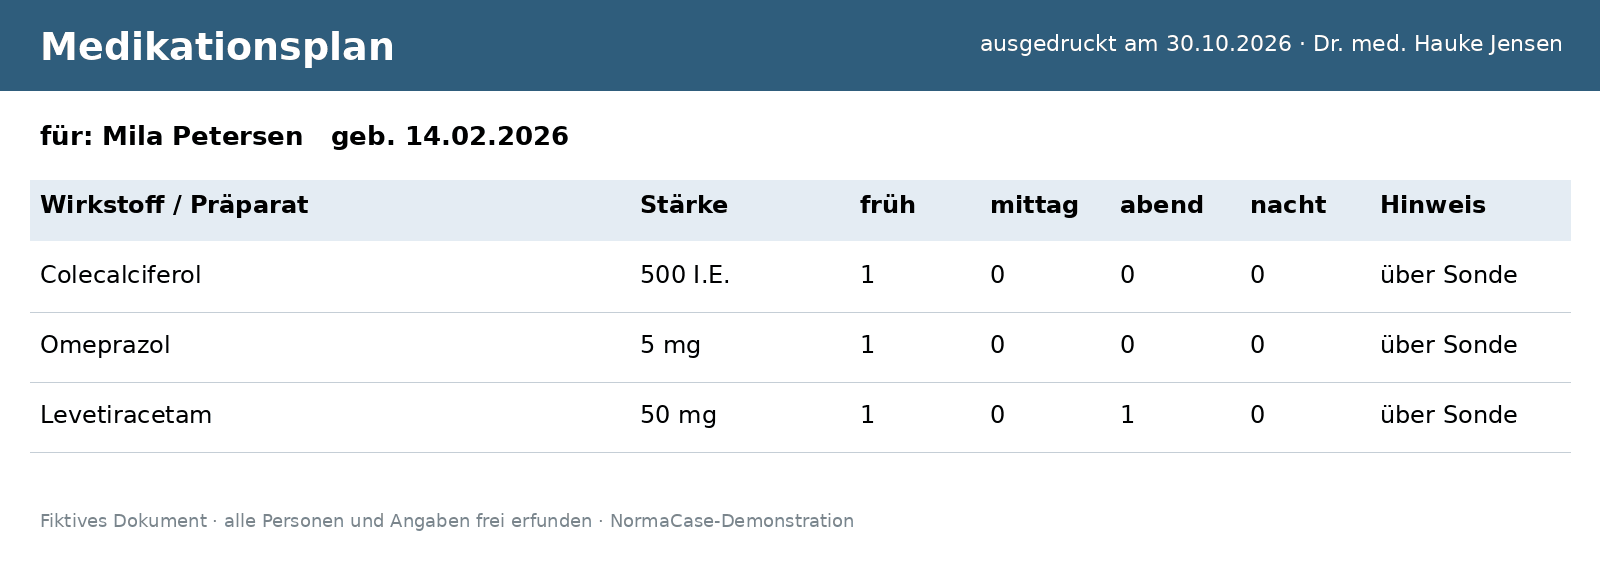 Medikationsplan
ausgedruckt am 30.10.2026 · Dr. med. Hauke Jensen
für: Mila Petersen geb. 14.02.2026
Wirkstoff / Präparat Stärke früh mittag abend nacht Hinweis
Colecalciferol 500 I.E. 1 0 0 0 über Sonde
Omeprazol 5 mg 1 0 0 0 über Sonde
Levetiracetam 50 mg 1 0 1 0 über Sonde
Fiktives Dokument · alle Personen und Angaben frei erfunden · NormaCase-Demonstration